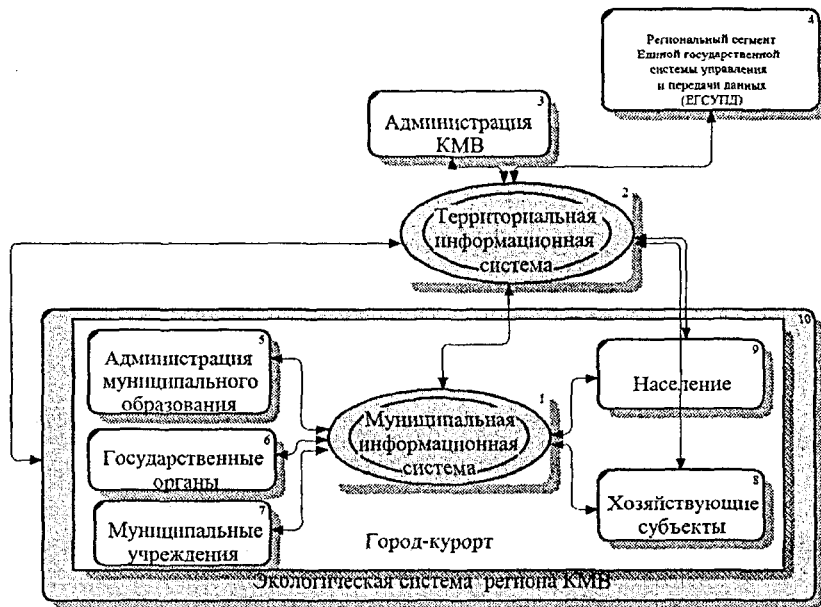 4
Региональный сегмент
Единой государственной
системы управления
и передачи данных
(ЕГСУПД)
3
Администрация
КМВ
2
Территориальная
информационная
система
10
5
Администрация
муниципального
образования
1
Муниципальная
информационная
система
9
Население
6
Государственные
органы
7
Муниципальные
учреждения
8
Хозяйствующие
субъекты
Город-курорт
Экологическая система региона КМВ